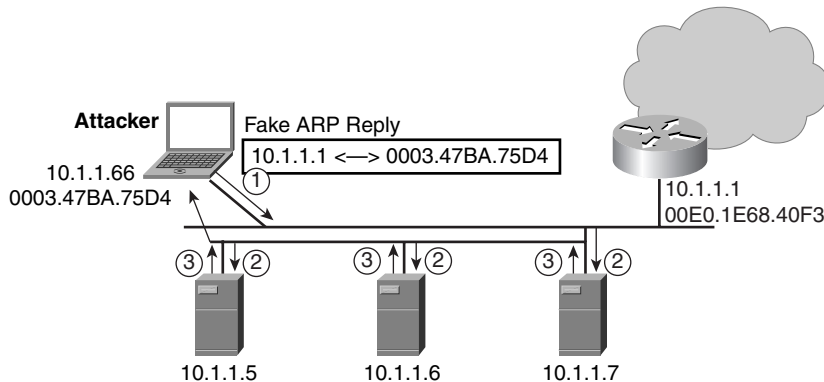 Attacker
Fake ARP Reply
10.1.1.1 <—> 0003.47BA.75D4
10.1.1.66
0003.47BA.75D4
1
10.1.1.1
00E0.1E68.40F3
3 2 3 2 3 2
10.1.1.5 10.1.1.6 10.1.1.7